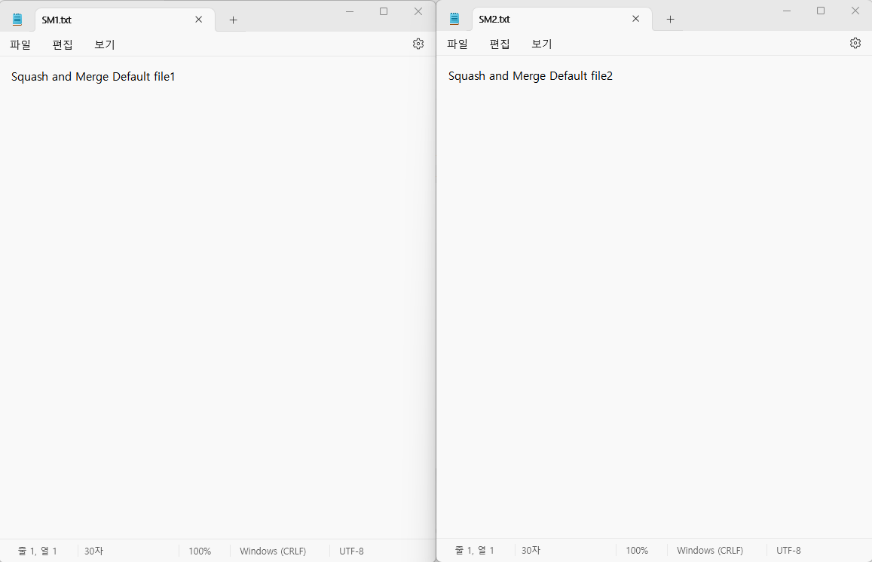 SM1.txt
파일 편집 보기
Squash and Merge Default file1
줄 1, 열 1 30자 100% Windows (CRLF) UTF-8
SM2.txt
파일 편집 보기
Squash and Merge Default file2
줄 1, 열 1 30자 100% Windows (CRLF) UTF-8